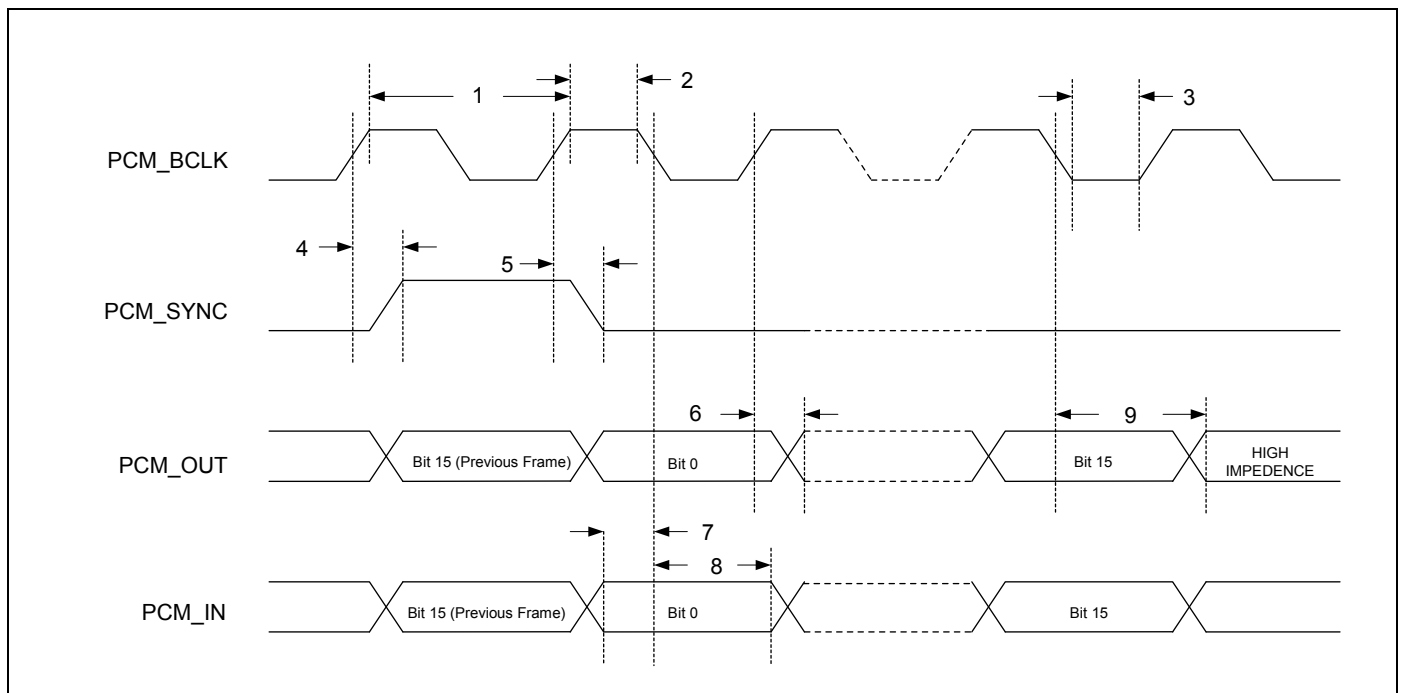 1
2
3
PCM_BCLK
4
5
PCM_SYNC
6
9
PCM_OUT
Bit 15 (Previous Frame)
Bit 0
Bit 15
HIGH
IMPEDENCE
7
8
PCM_IN
Bit 15 (Previous Frame)
Bit 0
Bit 15